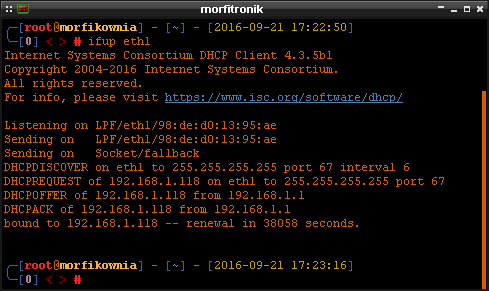 morfitronik
[root@morfikownia] - [~] - [2016-09-21 17:22:50]
[0] < > # ifup eth1
Internet Systems Consortium DHCP Client 4.3.5b1
Copyright 2004-2016 Internet Systems Consortium.
All rights reserved.
For info, please visit https://www.isc.org/software/dhcp/
Listening on LPF/eth1/98:de:d0:13:95:ae
Sending on   LPF/eth1/98:de:d0:13:95:ae
Sending on   Socket/fallback
DHCPDISCOVER on eth1 to 255.255.255.255 port 67 interval 6
DHCPREQUEST of 192.168.1.118 on eth1 to 255.255.255.255 port 67
DHCPOFFER of 192.168.1.118 from 192.168.1.1
DHCPACK of 192.168.1.118 from 192.168.1.1
bound to 192.168.1.118 -- renewal in 38058 seconds.
[root@morfikownia] - [~] - [2016-09-21 17:23:16]
[0] < > #